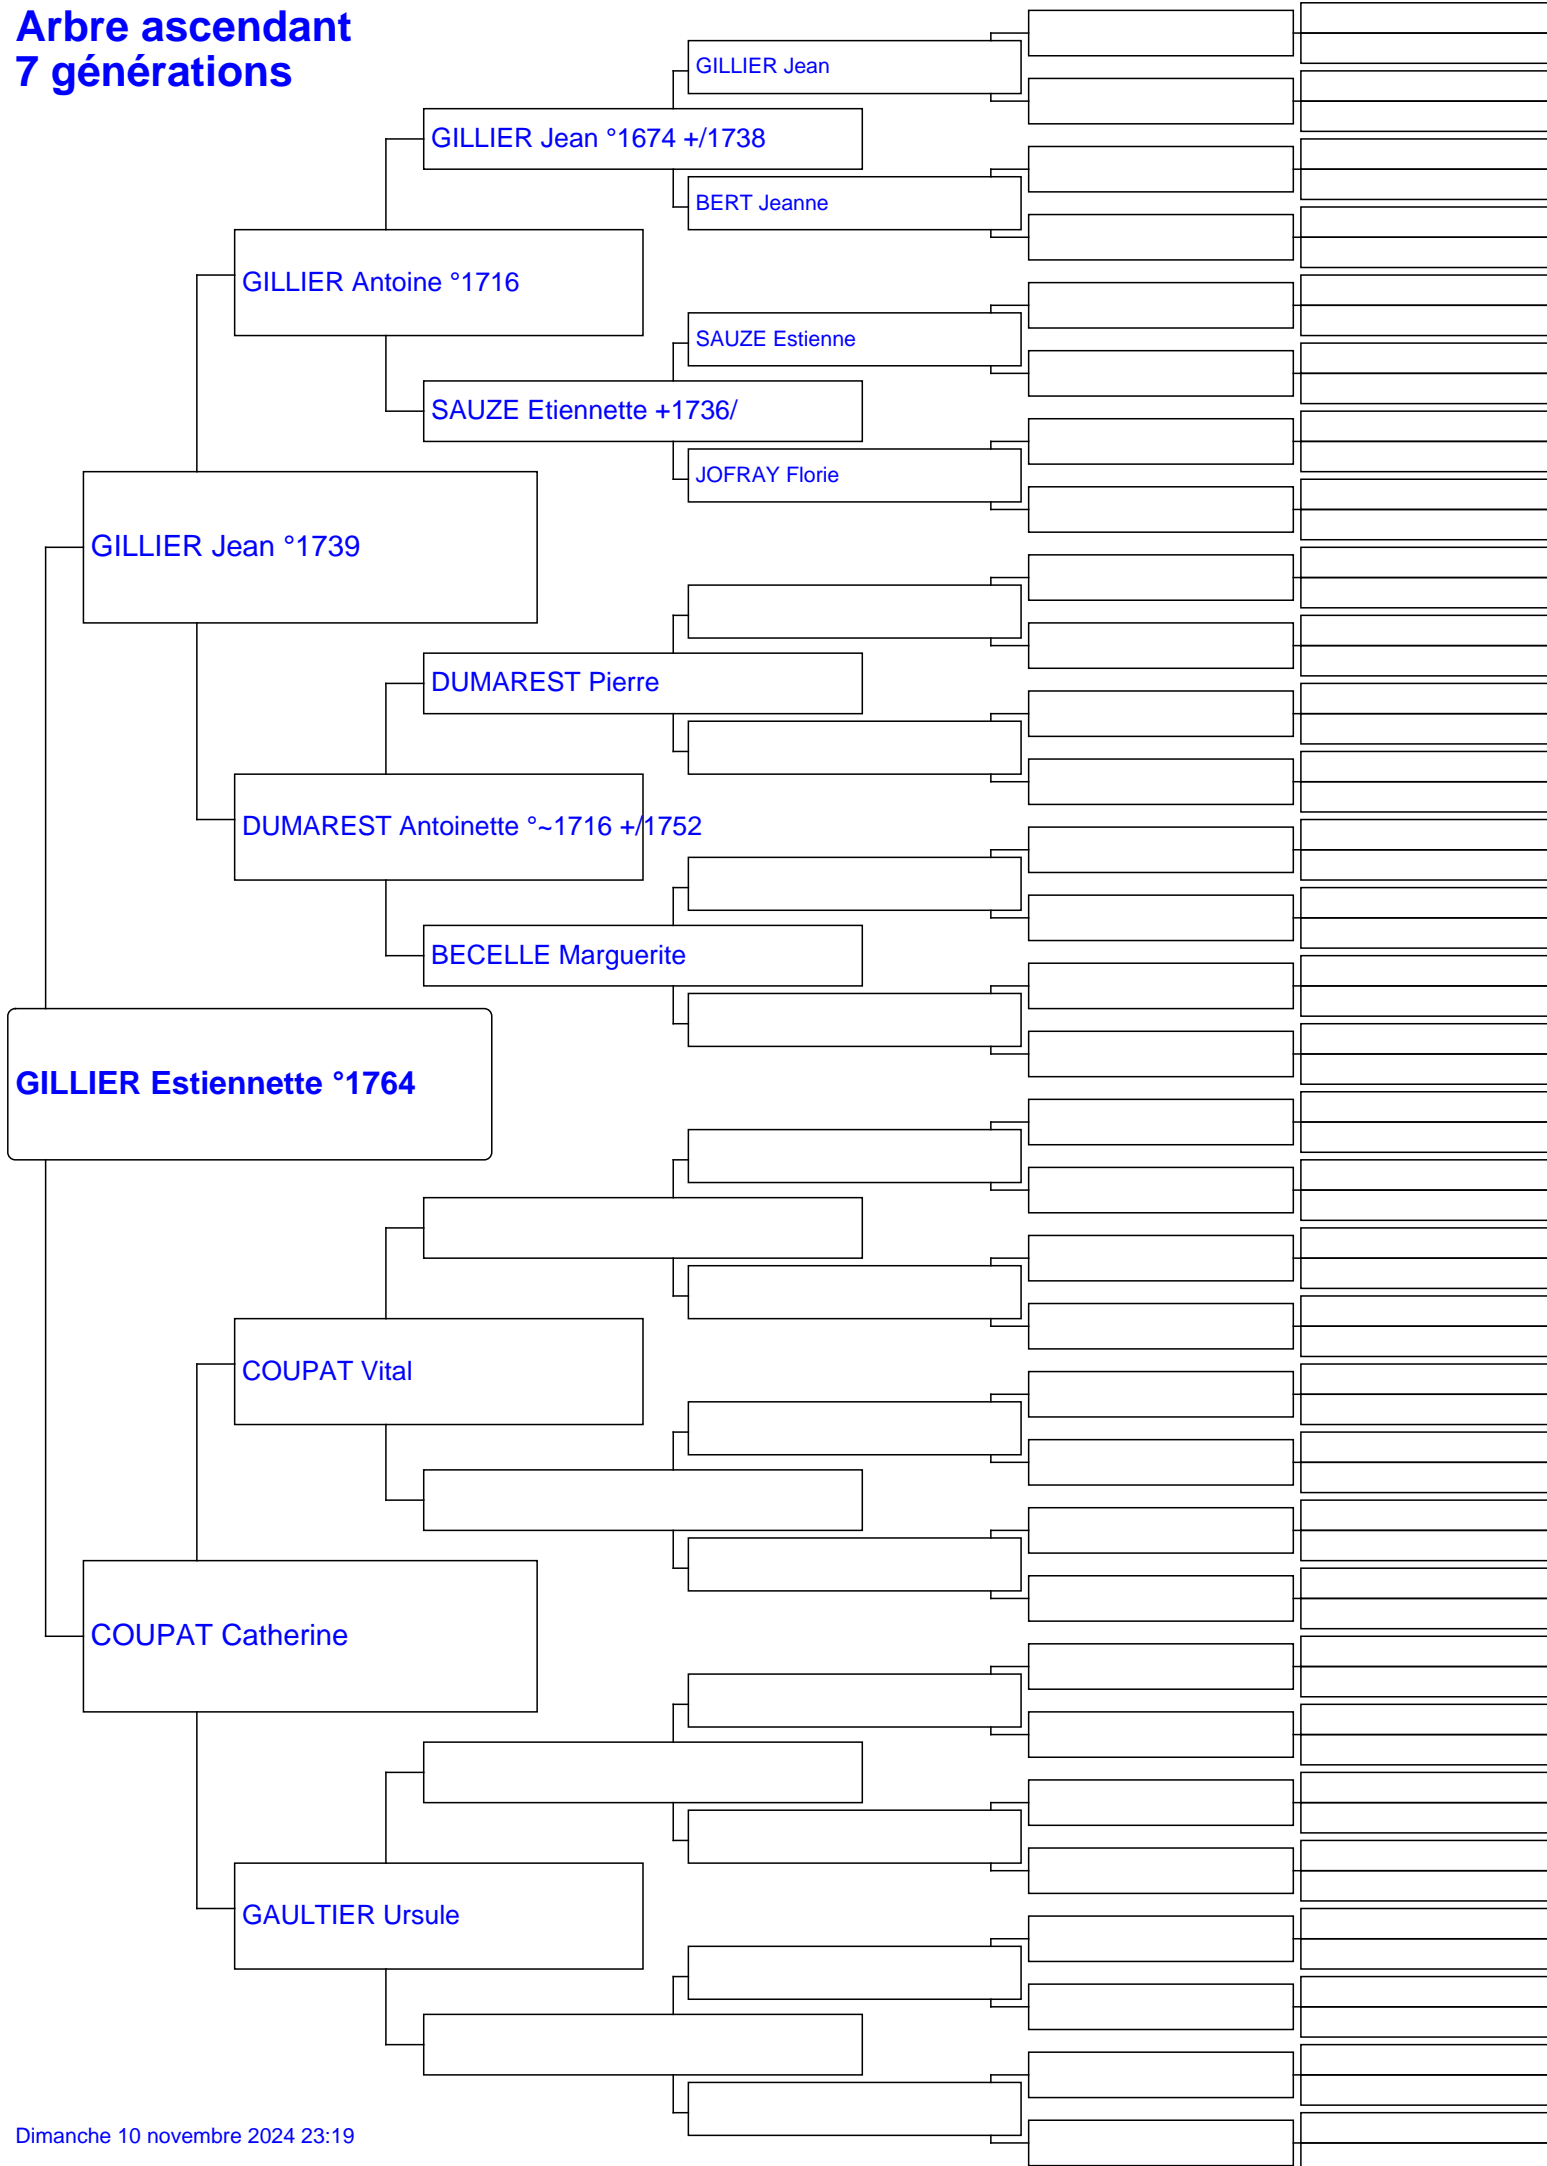 Arbre ascendant
7 générations
GILLIER Jean
GILLIER Jean °1674 +/1738
BERT Jeanne
GILLIER Antoine °1716
SAUZE Estienne
SAUZE Etiennette +1736/
JOFRAY Florie
GILLIER Jean °1739
DUMAREST Pierre
DUMAREST Antoinette °~1716 +/1752
BECELLE Marguerite
GILLIER Estiennette °1764
COUPAT Vital
COUPAT Catherine
GAULTIER Ursule
Dimanche 10 novembre 2024 23:19